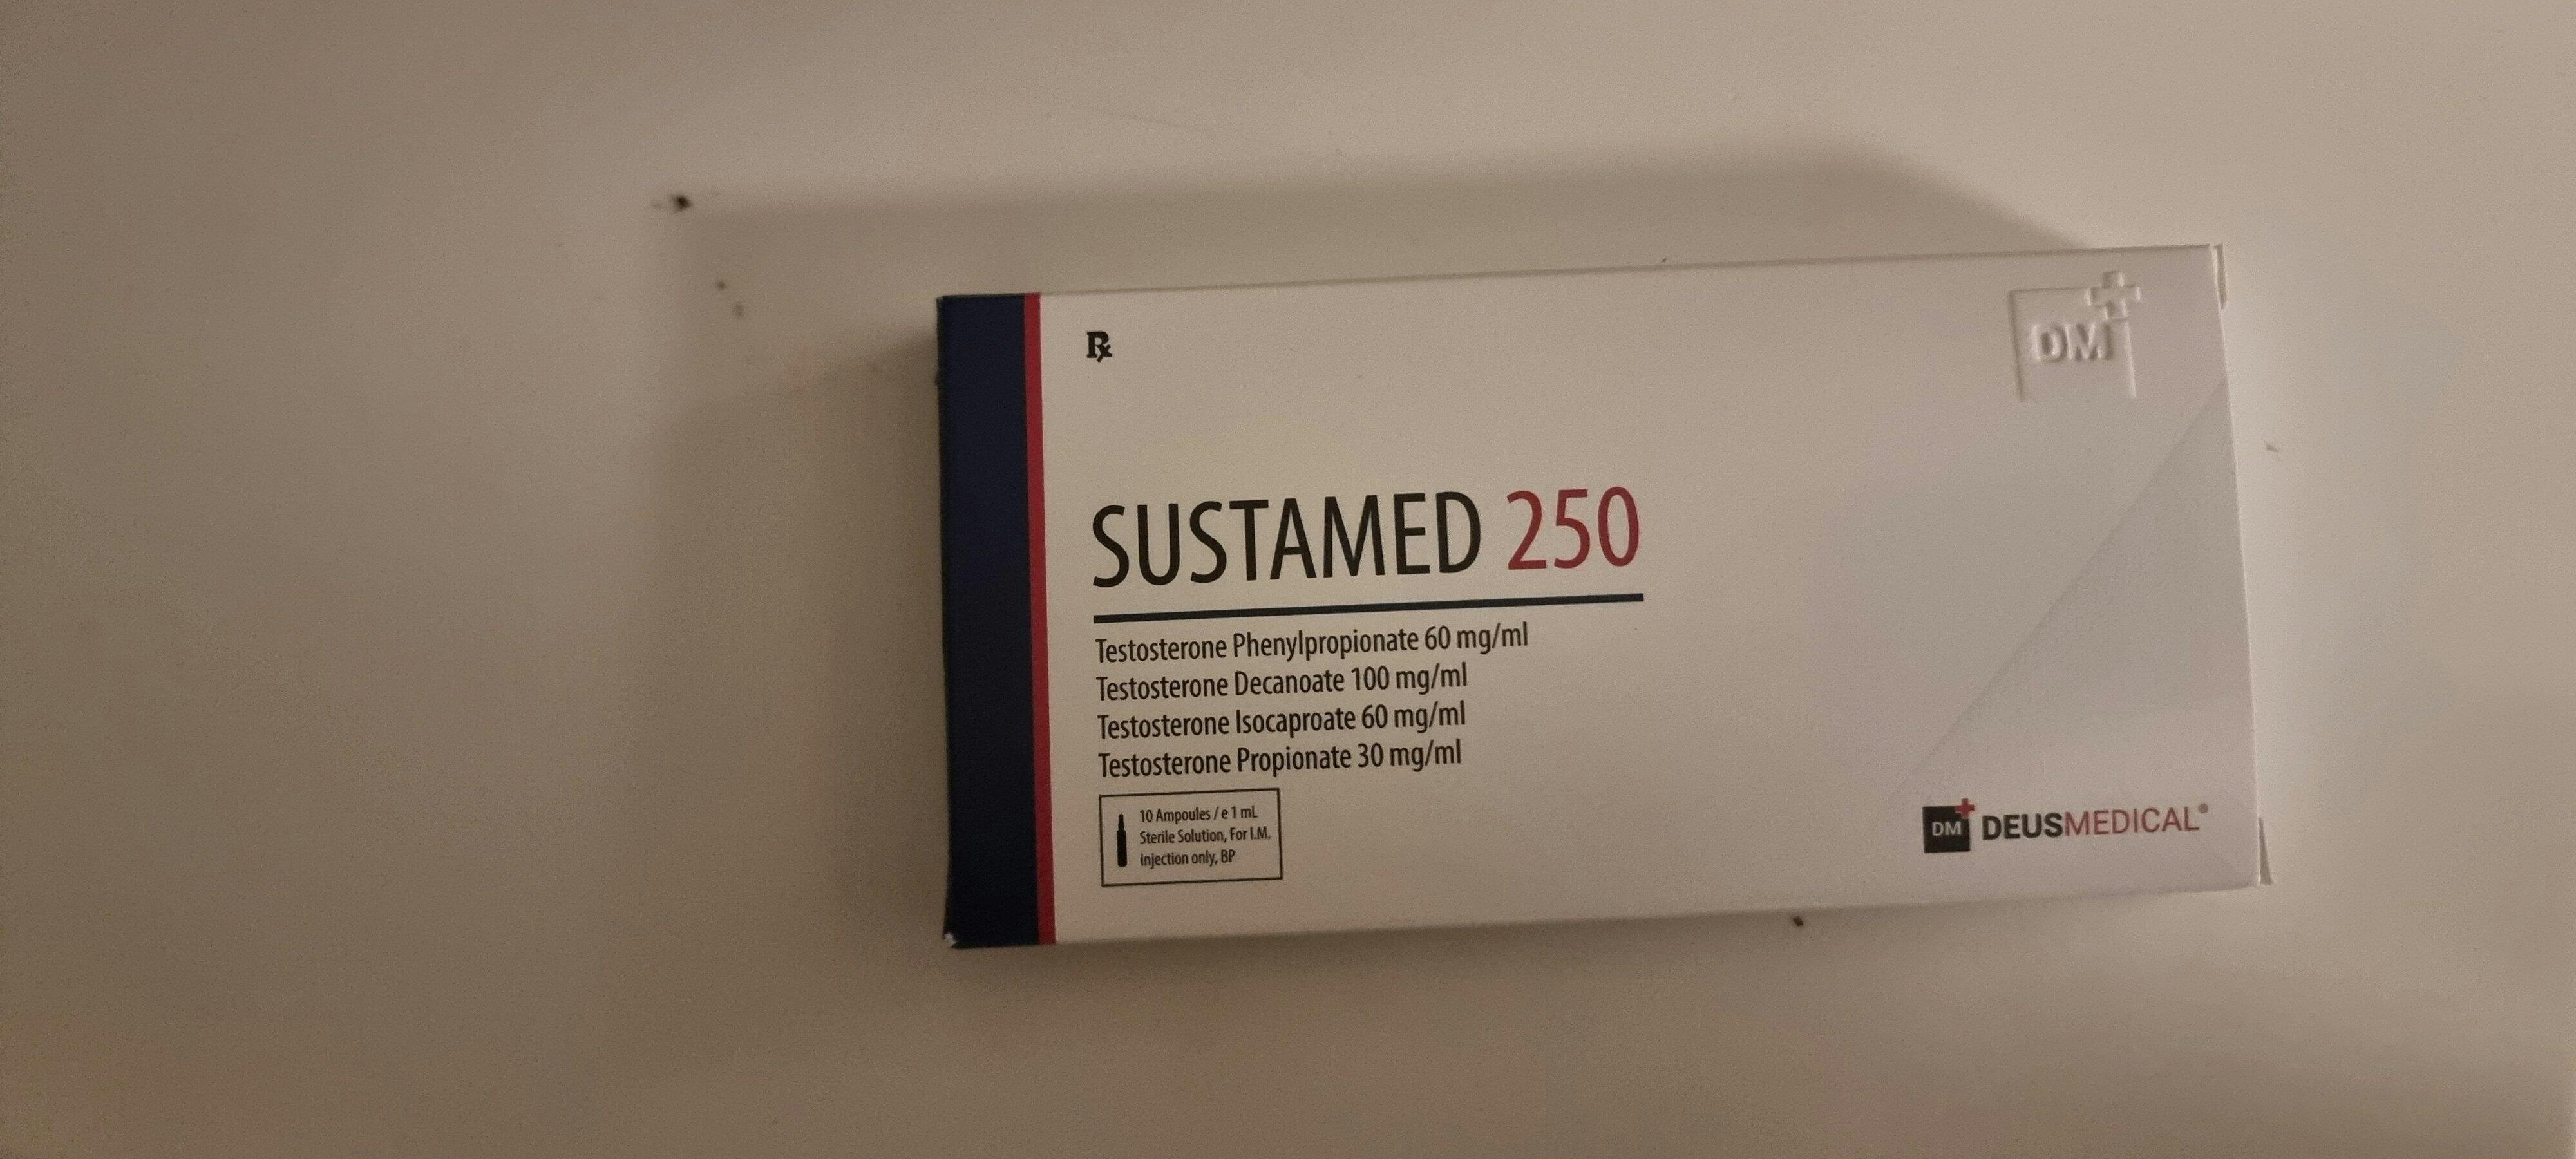 ℞
DM
SUSTAMED 250
Testosterone Phenylpropionate 60 mg/ml
Testosterone Decanoate 100 mg/ml
Testosterone Isocaproate 60 mg/ml
Testosterone Propionate 30 mg/ml
10 Ampoules / e 1 mL
Sterile Solution, For I.M.
injection only, BP
DM DEUSMEDICAL®